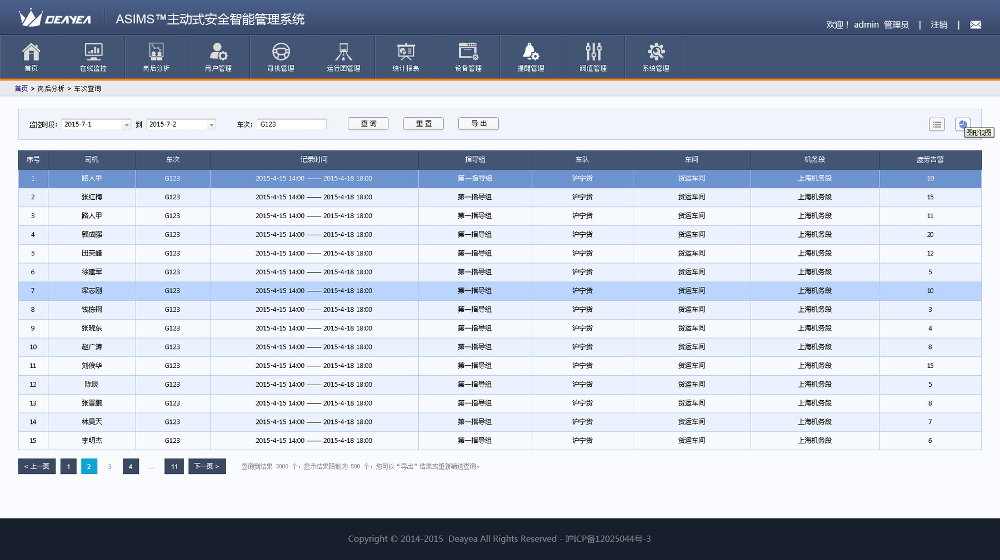 DEAYEA ASIMS™主动式安全智能管理系统
欢迎！ admin 管理员 | 注销 |
首页 在线监控 岗后分析 用户管理 司机管理 运行图管理 统计报表 设备管理 提醒管理 阀值管理 系统管理
首页 > 岗后分析 > 车次查询
监控时段： 2015-7-1 到 2015-7-2 车次： G123 查 询 重 置 导 出
图形视图
序号 司机 车次 记录时间 指导组 车队 车间 机务段 疲劳告警
1 路人甲 G123 2015-4-15 14:00 —— 2015-4-18 18:00 第一指导组 沪宁货 货运车间 上海机务段 10
2 张红梅 G123 2015-4-15 14:00 —— 2015-4-18 18:00 第一指导组 沪宁货 货运车间 上海机务段 15
3 路人甲 G123 2015-4-15 14:00 —— 2015-4-18 18:00 第一指导组 沪宁货 货运车间 上海机务段 11
4 郭成强 G123 2015-4-15 14:00 —— 2015-4-18 18:00 第一指导组 沪宁货 货运车间 上海机务段 20
5 田荣峰 G123 2015-4-15 14:00 —— 2015-4-18 18:00 第一指导组 沪宁货 货运车间 上海机务段 12
6 徐建军 G123 2015-4-15 14:00 —— 2015-4-18 18:00 第一指导组 沪宁货 货运车间 上海机务段 5
7 梁志刚 G123 2015-4-15 14:00 —— 2015-4-18 18:00 第一指导组 沪宁货 货运车间 上海机务段 10
8 钱栋钢 G123 2015-4-15 14:00 —— 2015-4-18 18:00 第一指导组 沪宁货 货运车间 上海机务段 3
9 张晓东 G123 2015-4-15 14:00 —— 2015-4-18 18:00 第一指导组 沪宁货 货运车间 上海机务段 4
10 赵广涛 G123 2015-4-15 14:00 —— 2015-4-18 18:00 第一指导组 沪宁货 货运车间 上海机务段 8
11 刘俊华 G123 2015-4-15 14:00 —— 2015-4-18 18:00 第一指导组 沪宁货 货运车间 上海机务段 15
12 陈辰 G123 2015-4-15 14:00 —— 2015-4-18 18:00 第一指导组 沪宁货 货运车间 上海机务段 5
13 张晋鹏 G123 2015-4-15 14:00 —— 2015-4-18 18:00 第一指导组 沪宁货 货运车间 上海机务段 8
14 林昊天 G123 2015-4-15 14:00 —— 2015-4-18 18:00 第一指导组 沪宁货 货运车间 上海机务段 7
15 李明杰 G123 2015-4-15 14:00 —— 2015-4-18 18:00 第一指导组 沪宁货 货运车间 上海机务段 6
< 上一页 1 2 3 4 ... 11 下一页 > 查询到结果 3000 个，显示结果限制为 500 个，您可以“导出”结果或重新筛选查询。
Copyright © 2014-2015 Deayea All Rights Reserved - 沪ICP备12025044号-3